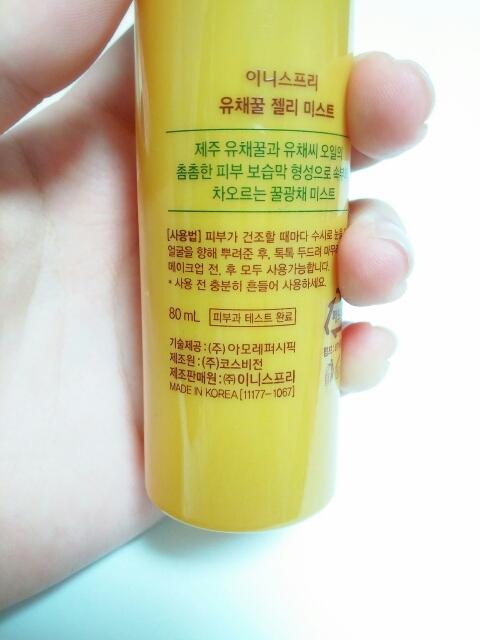 이니스프리
유채꿀 젤리 미스트
제주 유채꿀과 유채씨 오일의
촘촘한 피부 보습막 형성으로
차오르는 꿀광채 미스트
[사용법] 피부가 건조할 때마다 수시로 눈을
얼굴을 향해 뿌려준 후, 톡톡 두드려
메이크업 전, 후 모두 사용가능합니다.
* 사용 전 충분히 흔들어 사용하세요.
80 mL 피부과 테스트 완료
기술제공 : (주) 아모레퍼시픽
제조원 : (주)코스비전
제조판매원 : ㈜이니스프리
MADE IN KOREA [11177-1067]